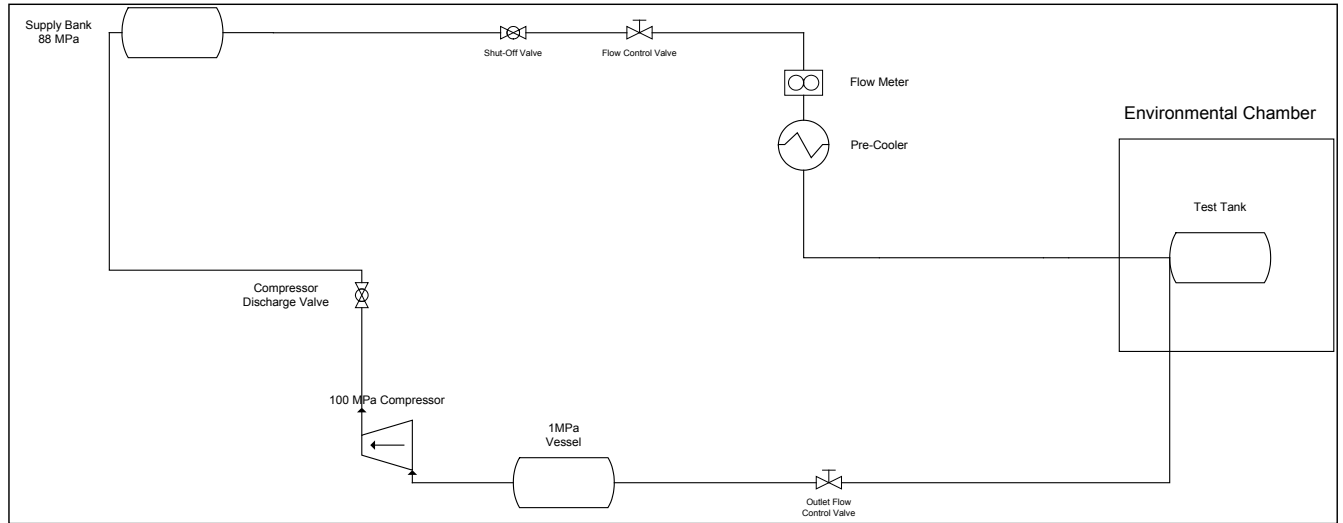 Supply Bank
88 MPa
Shut-Off Valve
Flow Control Valve
Flow Meter
Pre-Cooler
Environmental Chamber
Test Tank
Compressor
Discharge Valve
100 MPa Compressor
1MPa
Vessel
Outlet Flow
Control Valve